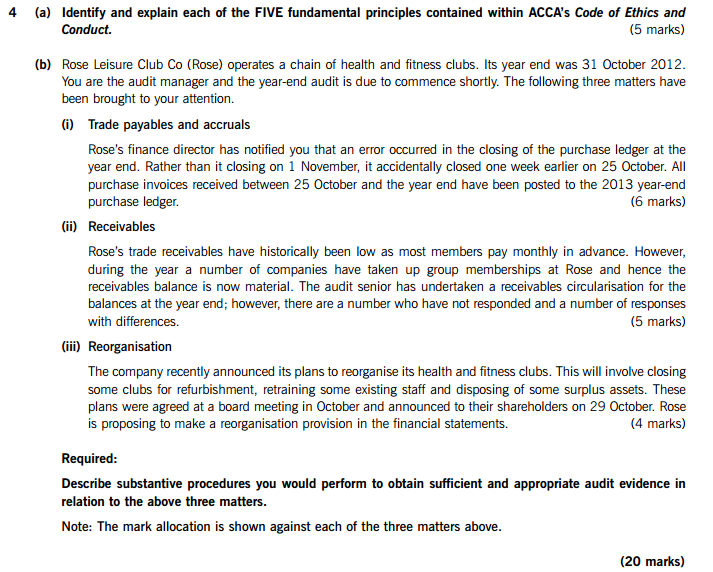 4 (a) Identify and explain each of the FIVE fundamental principles contained within ACCA's Code of Ethics and
Conduct. (5 marks)
(b) Rose Leisure Club Co (Rose) operates a chain of health and fitness clubs. Its year end was 31 October 2012.
You are the audit manager and the year-end audit is due to commence shortly. The following three matters have
been brought to your attention.
(i) Trade payables and accruals
Rose's finance director has notified you that an error occurred in the closing of the purchase ledger at the
year end. Rather than it closing on 1 November, it accidentally closed one week earlier on 25 October. All
purchase invoices received between 25 October and the year end have been posted to the 2013 year-end
purchase ledger. (6 marks)
(ii) Receivables
Rose's trade receivables have historically been low as most members pay monthly in advance. However,
during the year a number of companies have taken up group memberships at Rose and hence the
receivables balance is now material. The audit senior has undertaken a receivables circularisation for the
balances at the year end; however, there are a number who have not responded and a number of responses
with differences. (5 marks)
(iii) Reorganisation
The company recently announced its plans to reorganise its health and fitness clubs. This will involve closing
some clubs for refurbishment, retraining some existing staff and disposing of some surplus assets. These
plans were agreed at a board meeting in October and announced to their shareholders on 29 October. Rose
is proposing to make a reorganisation provision in the financial statements. (4 marks)
Required:
Describe substantive procedures you would perform to obtain sufficient and appropriate audit evidence in
relation to the above three matters.
Note: The mark allocation is shown against each of the three matters above.
(20 marks)